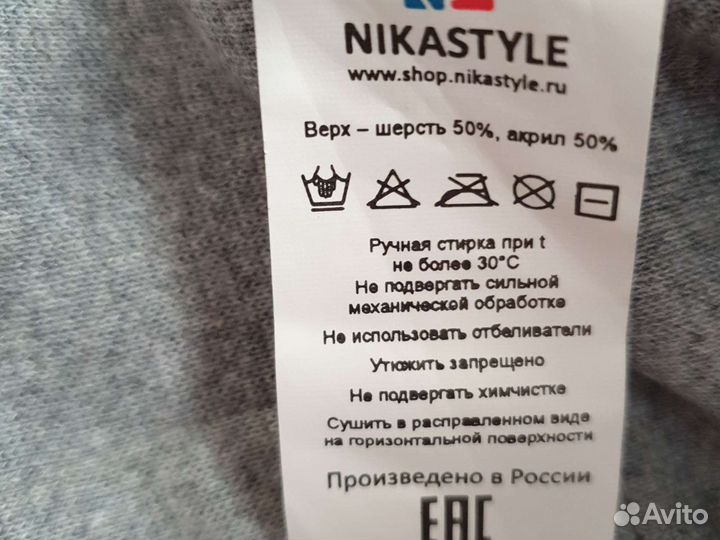 NIKASTYLE
www.shop.nikastyle.ru
Верх – шерсть 50%, акрил 50%
Ручная стирка при t
не более 30°C
Не подвергать сильной
механической обработке
Не использовать отбеливатели
Утюжить запрещено
Не подвергать химчистке
Сушить в расправленном виде
на горизонтальной поверхности
Произведено в России
EAC
Avito